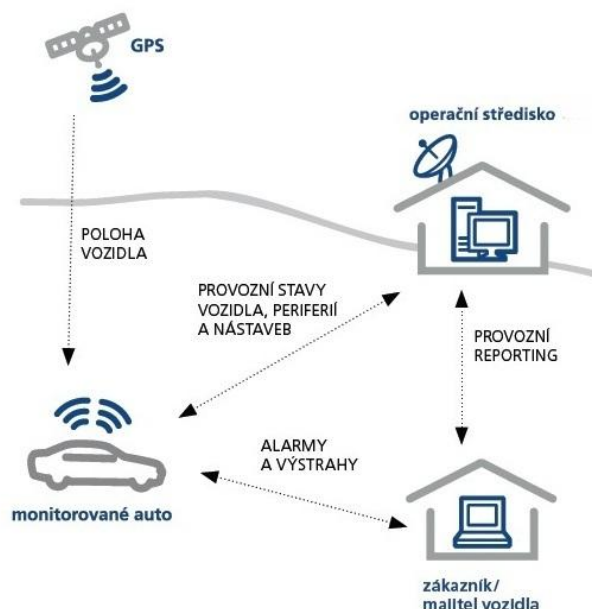 GPS
operační středisko
POLOHA
VOZIDLA
PROVOZNÍ STAVY
VOZIDLA, PERIFERIÍ
A NÁSTAVEB
PROVOZNÍ
REPORTING
ALARMY
A VÝSTRAHY
monitorované auto
zákazník/
majitel vozidla